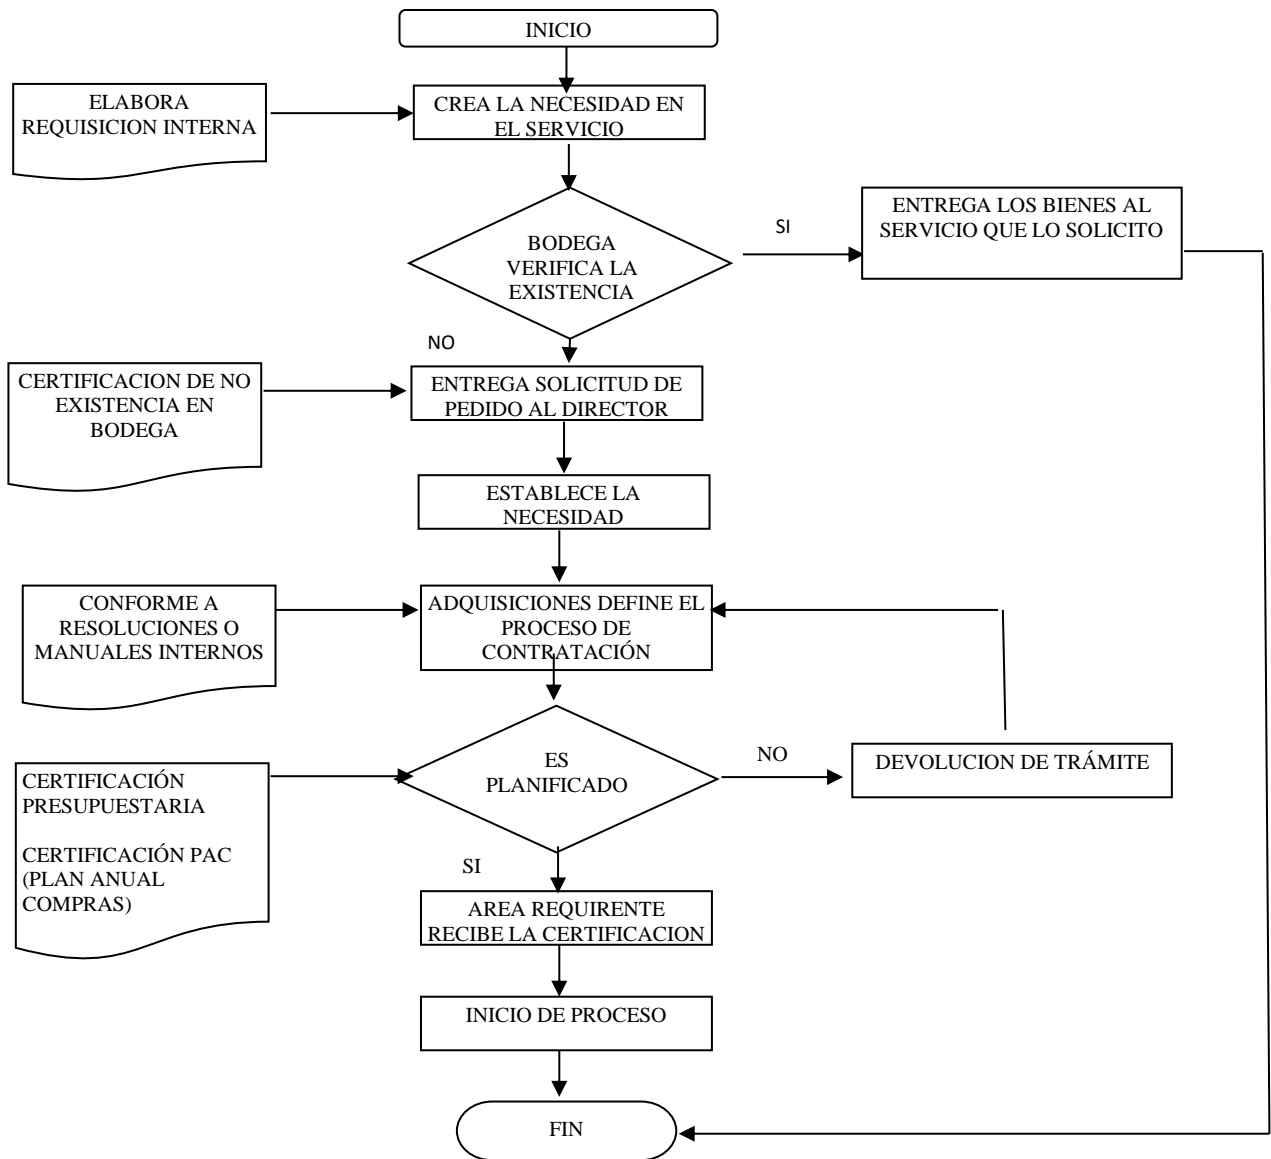 INICIO
ELABORA
REQUISICION INTERNA
CREA LA NECESIDAD EN
EL SERVICIO
BODEGA
VERIFICA LA
EXISTENCIA
SI
ENTREGA LOS BIENES AL
SERVICIO QUE LO SOLICITO
NO
CERTIFICACION DE NO
EXISTENCIA EN
BODEGA
ENTREGA SOLICITUD DE
PEDIDO AL DIRECTOR
ESTABLECE LA
NECESIDAD
CONFORME A
RESOLUCIONES O
MANUALES INTERNOS
ADQUISICIONES DEFINE EL
PROCESO DE
CONTRATACIÓN
CERTIFICACIÓN
PRESUPUESTARIA
CERTIFICACIÓN PAC
(PLAN ANUAL
COMPRAS)
ES
PLANIFICADO
NO
DEVOLUCION DE TRÁMITE
SI
AREA REQUIRENTE
RECIBE LA CERTIFICACION
INICIO DE PROCESO
FIN